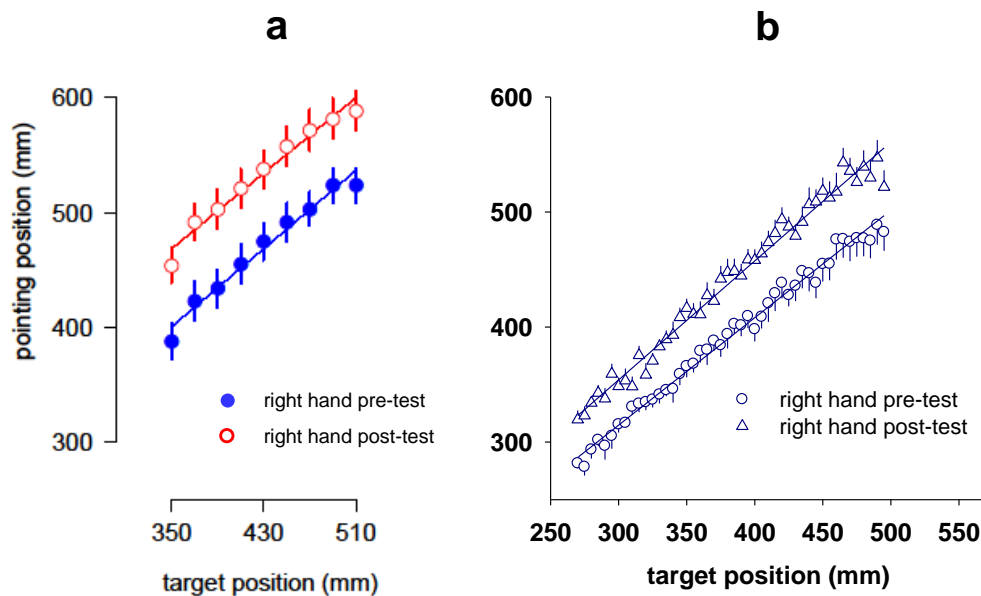 a
pointing position (mm)
600
500
400
300
right hand pre-test
right hand post-test
350
430
510
target position (mm)
b
600
500
400
300
right hand pre-test
right hand post-test
250 300 350 400 450 500 550
target position (mm)